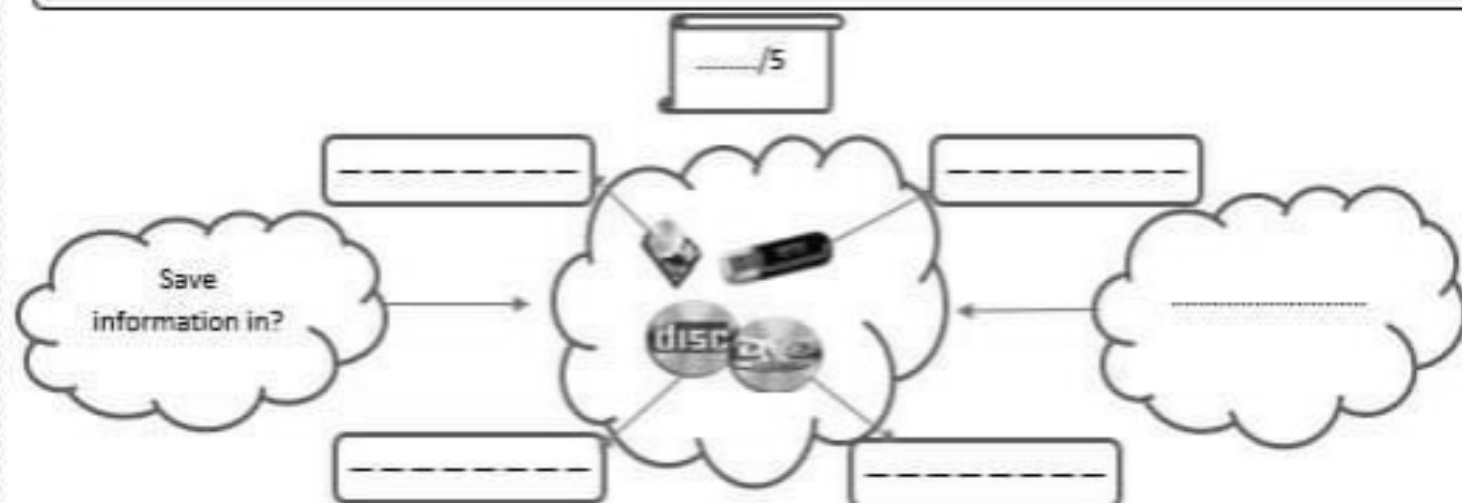 ........./5
Save
information in?
disc